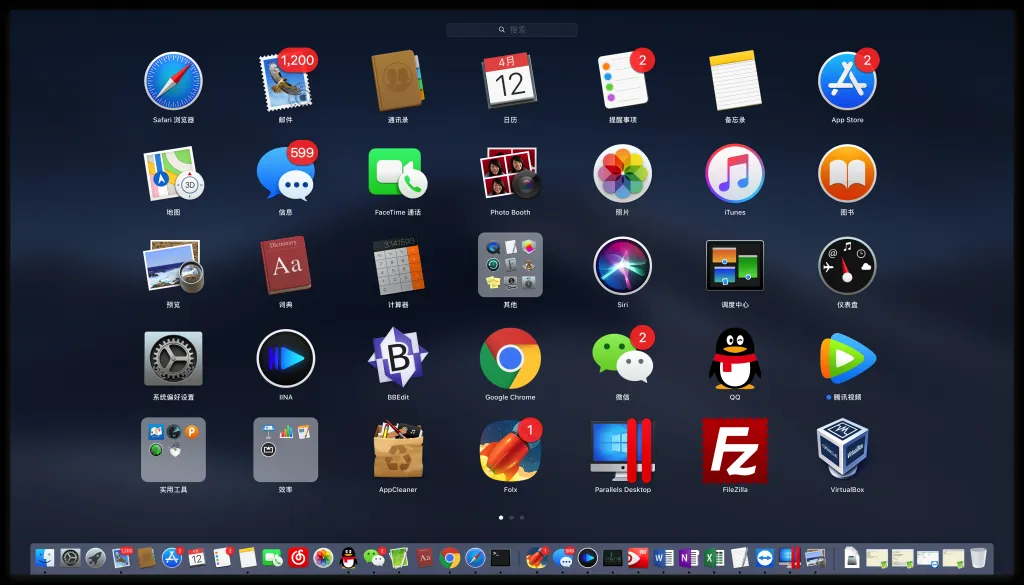 搜索
1,200
4月
12
2
2
Safari 浏览器
邮件
通讯录
日历
提醒事项
备忘录
App Store
3D
599
地图
信息
FaceTime 通话
Photo Booth
照片
iTunes
图书
Dictionary
Aa
3.141593
预览
词典
计算器
其他
Siri
调度中心
仪表盘
B
2
系统偏好设置
IINA
BBEdit
Google Chrome
微信
QQ
腾讯视频
P
1
Fz
VirtualBox
实用工具
效率
AppCleaner
Folx
Parallels Desktop
FileZilla
VirtualBox
12
Aa
W
N
X